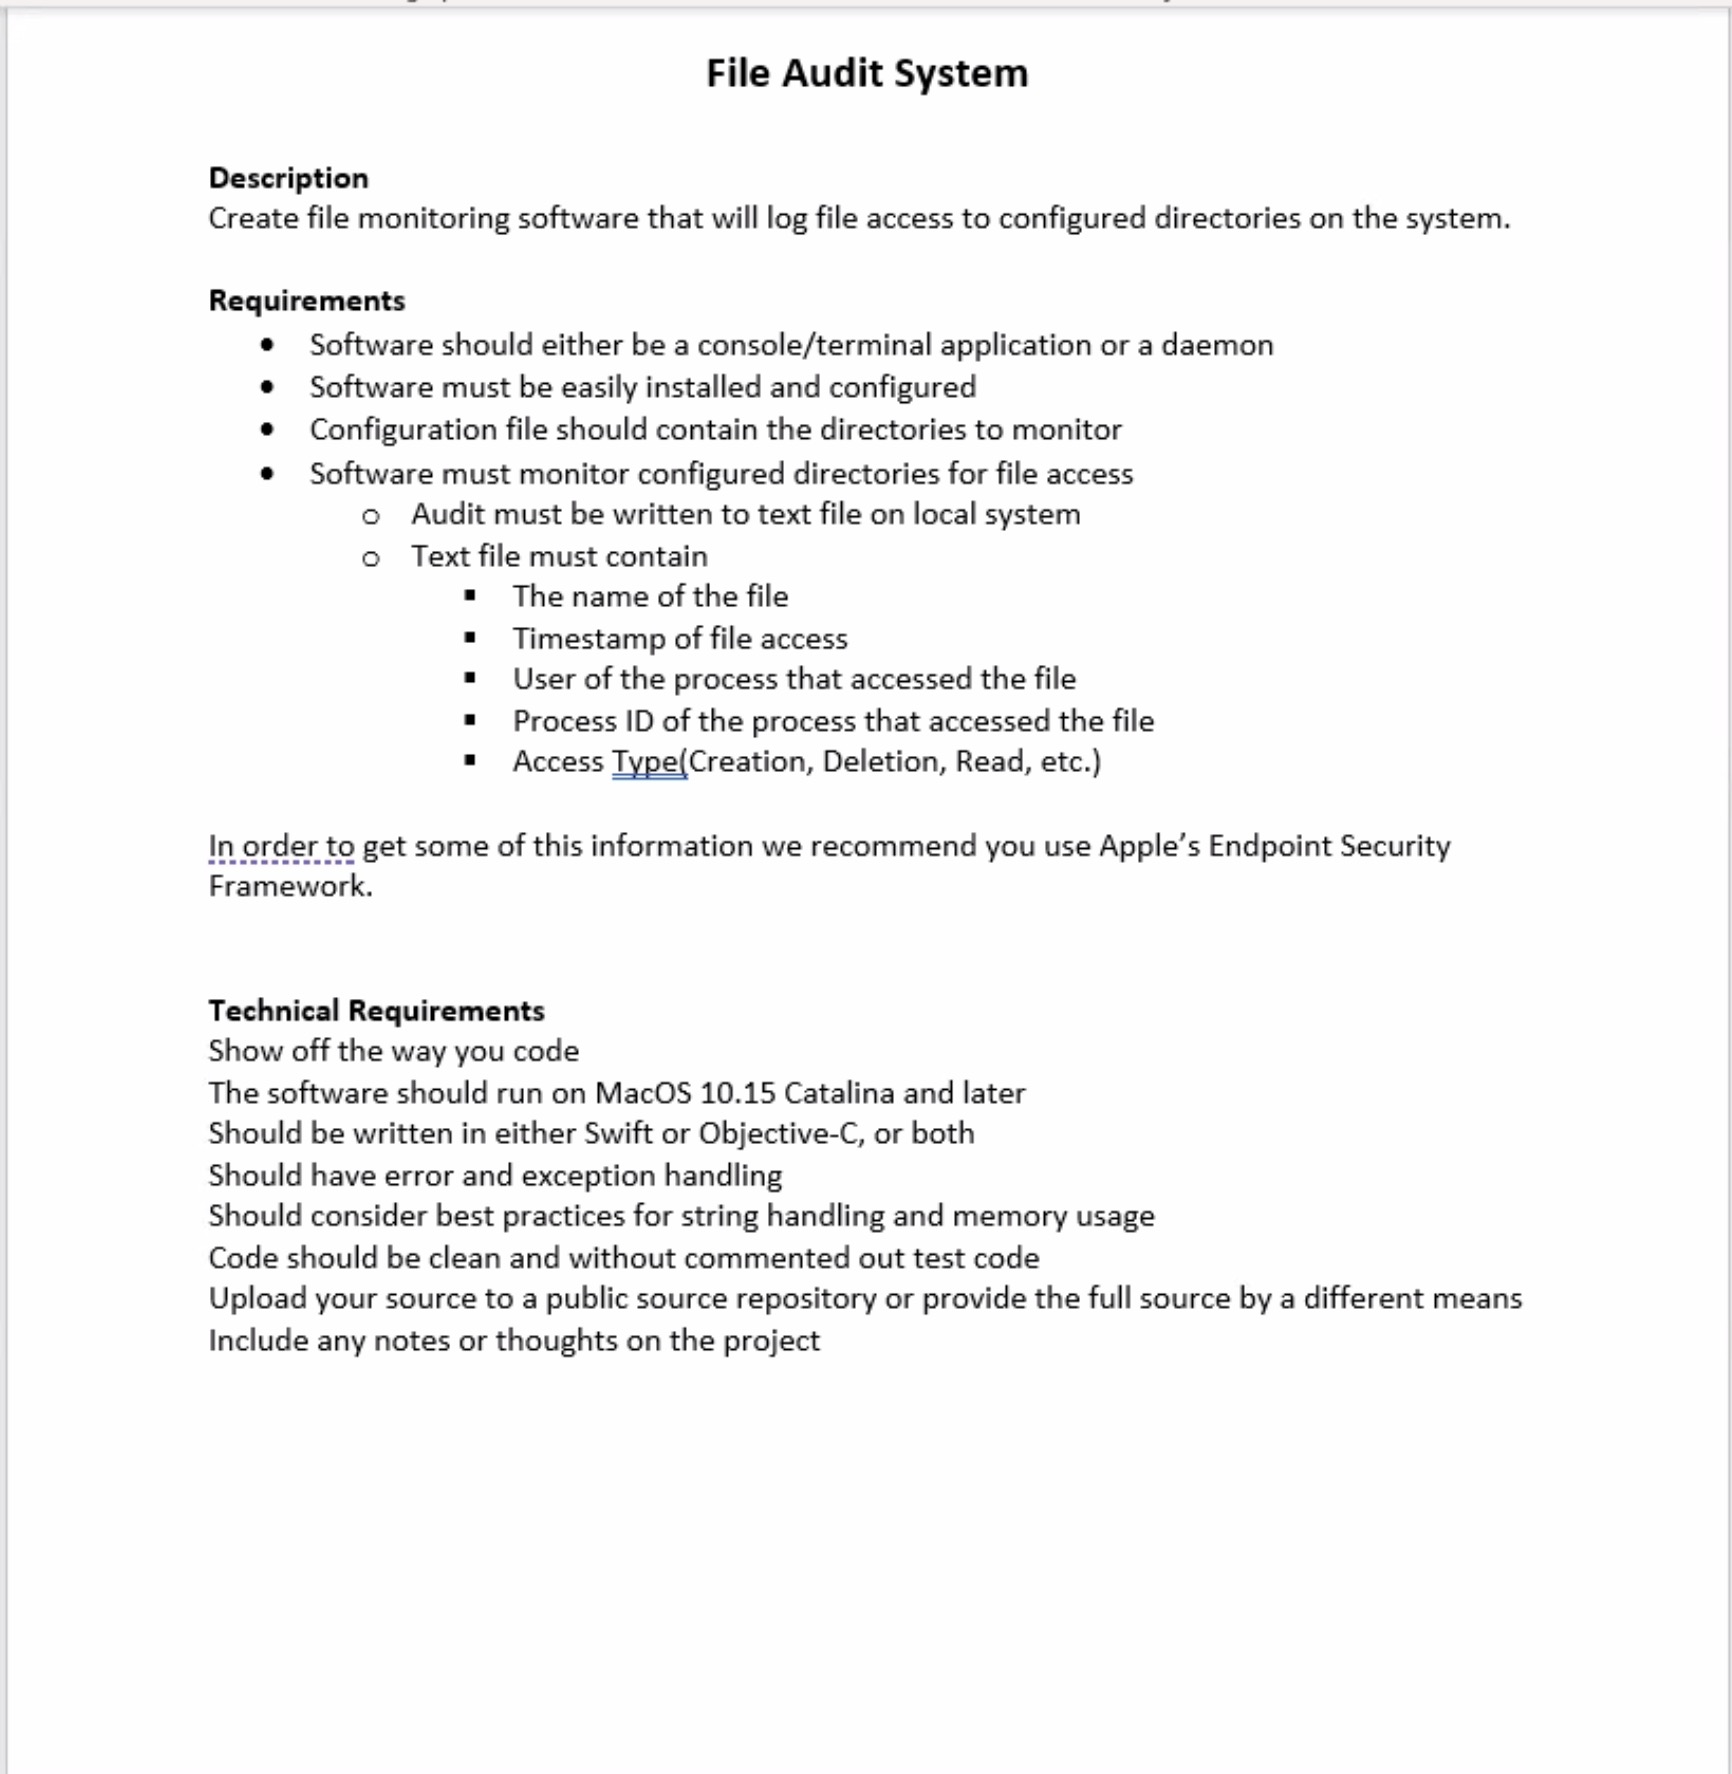 File Audit System
Description
Create file monitoring software that will log file access to configured directories on the system.
Requirements
• Software should either be a console/terminal application or a daemon
• Software must be easily installed and configured
• Configuration file should contain the directories to monitor
• Software must monitor configured directories for file access
o Audit must be written to text file on local system
o Text file must contain
▪ The name of the file
▪ Timestamp of file access
▪ User of the process that accessed the file
▪ Process ID of the process that accessed the file
▪ Access Type(Creation, Deletion, Read, etc.)
In order to get some of this information we recommend you use Apple’s Endpoint Security
Framework.
Technical Requirements
Show off the way you code
The software should run on MacOS 10.15 Catalina and later
Should be written in either Swift or Objective-C, or both
Should have error and exception handling
Should consider best practices for string handling and memory usage
Code should be clean and without commented out test code
Upload your source to a public source repository or provide the full source by a different means
Include any notes or thoughts on the project